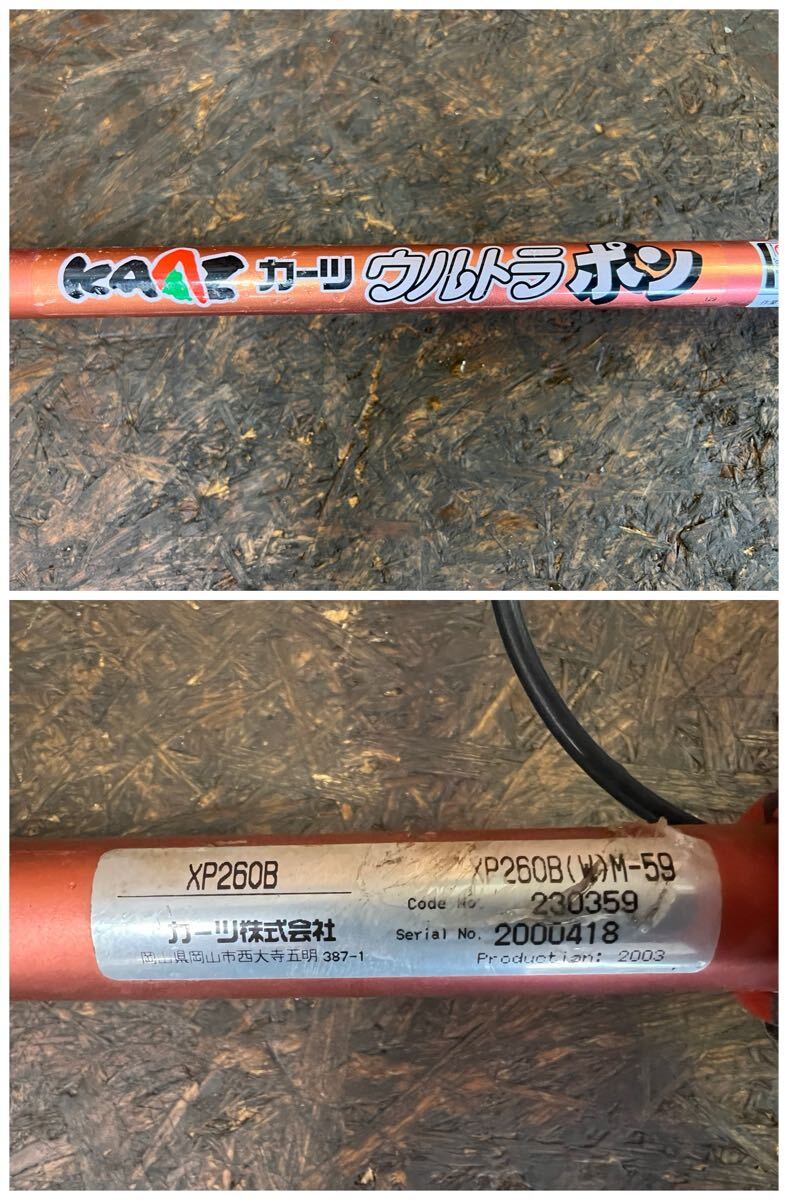 KAAZ カーツ ウルトラポン
XP260B
カーツ株式会社
岡山県岡山市西大寺五明 387-1
XP260B(W)M-59
Code No. 230359
Serial No. 2000418
Production: 2003